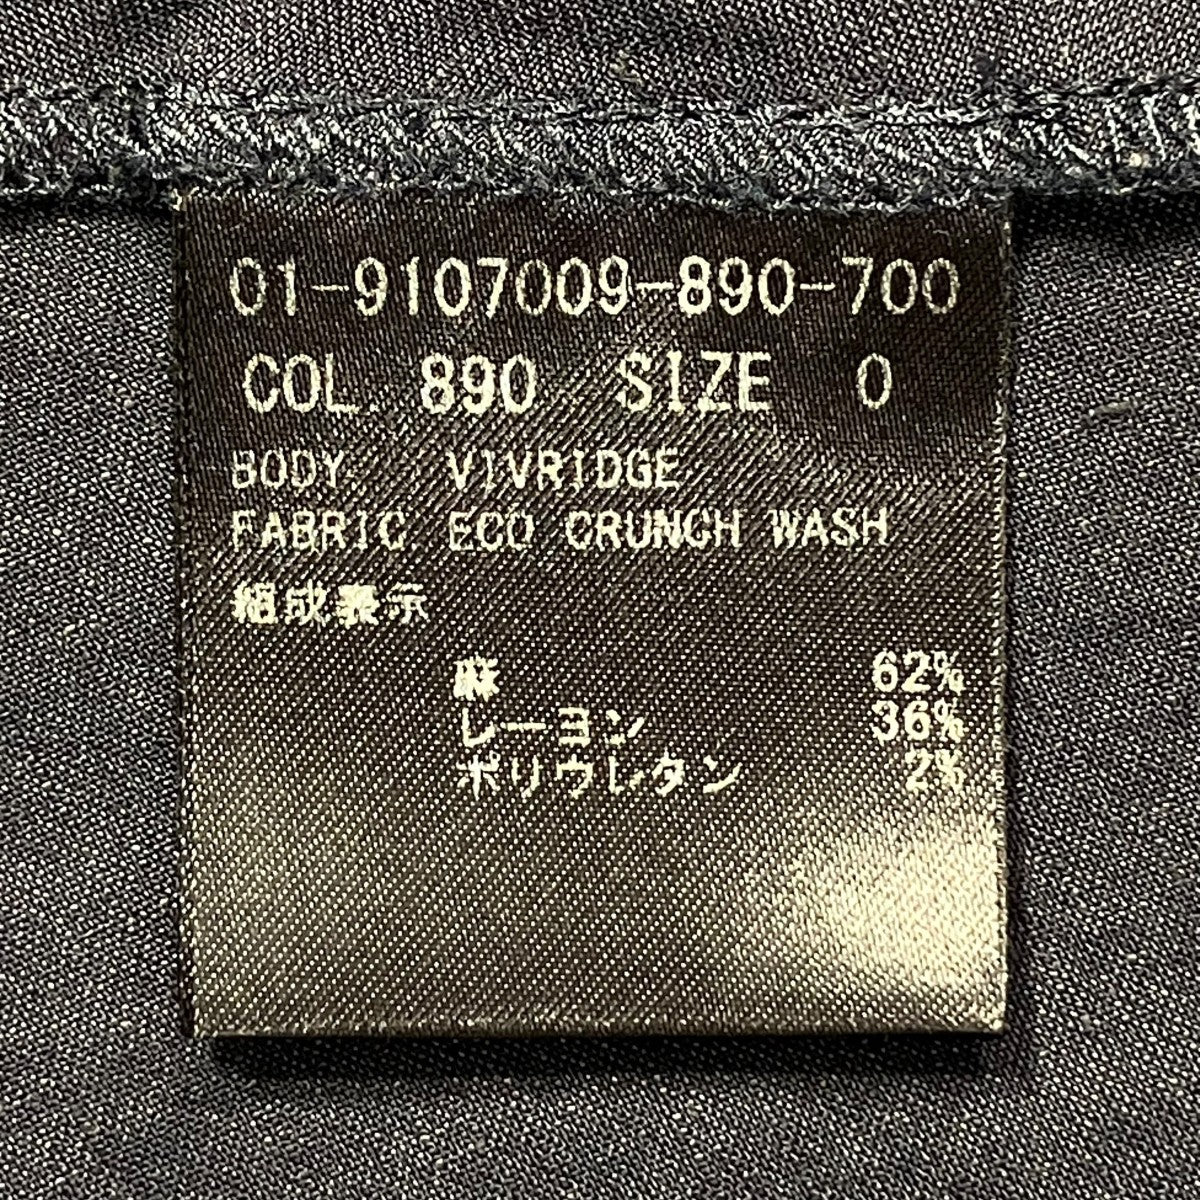 01-9107009-890-700
COL. 890 SIZE 0
BODY. VIVRIDGE
FABRIC. ECO CRUNCH WASH
組成表示
麻 62%
レーヨン 36%
ポリウレタン 2%